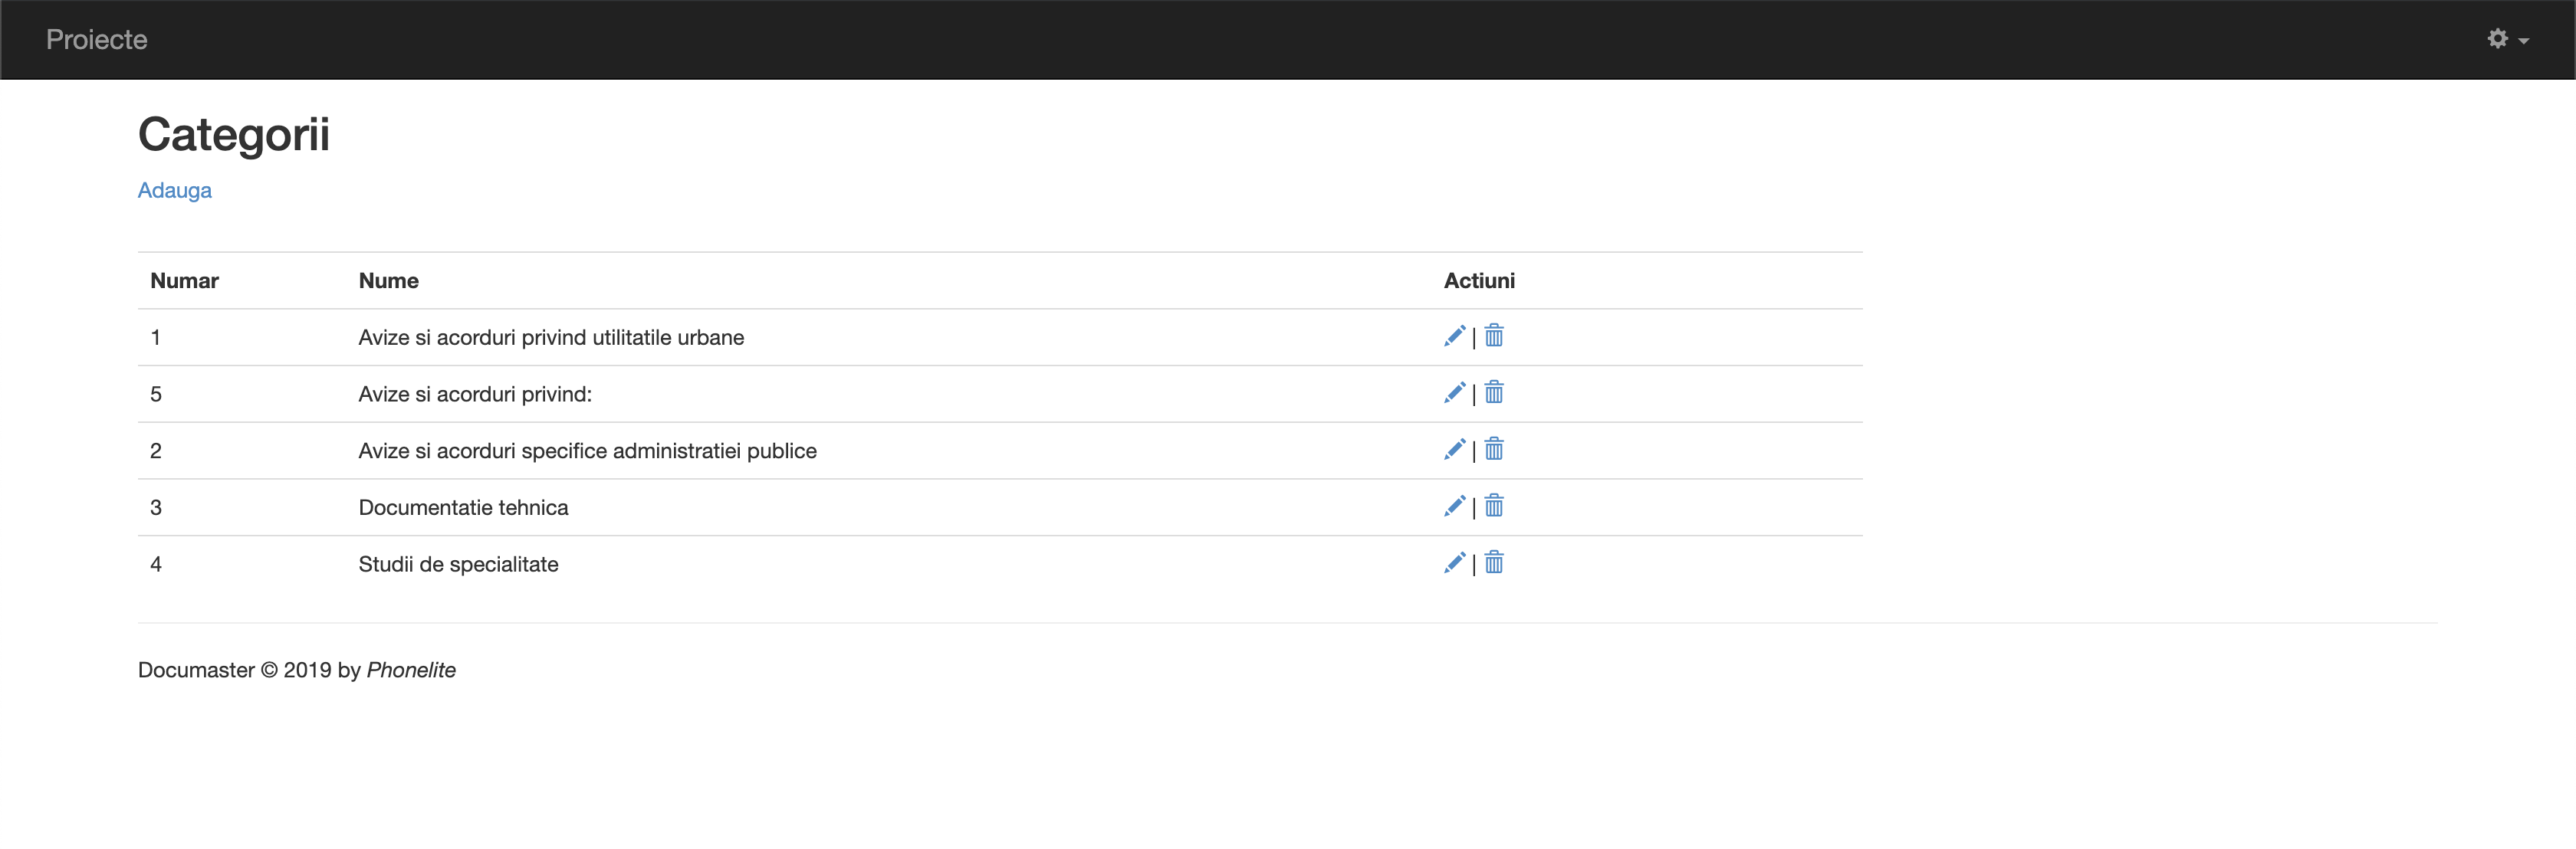 Proiecte
Categorii
Adauga
Numar Nume Actiuni
1 Avize si acorduri privind utilitatile urbane |
5 Avize si acorduri privind: |
2 Avize si acorduri specifice administratiei publice |
3 Documentatie tehnica |
4 Studii de specialitate |
Documaster © 2019 by Phonelite